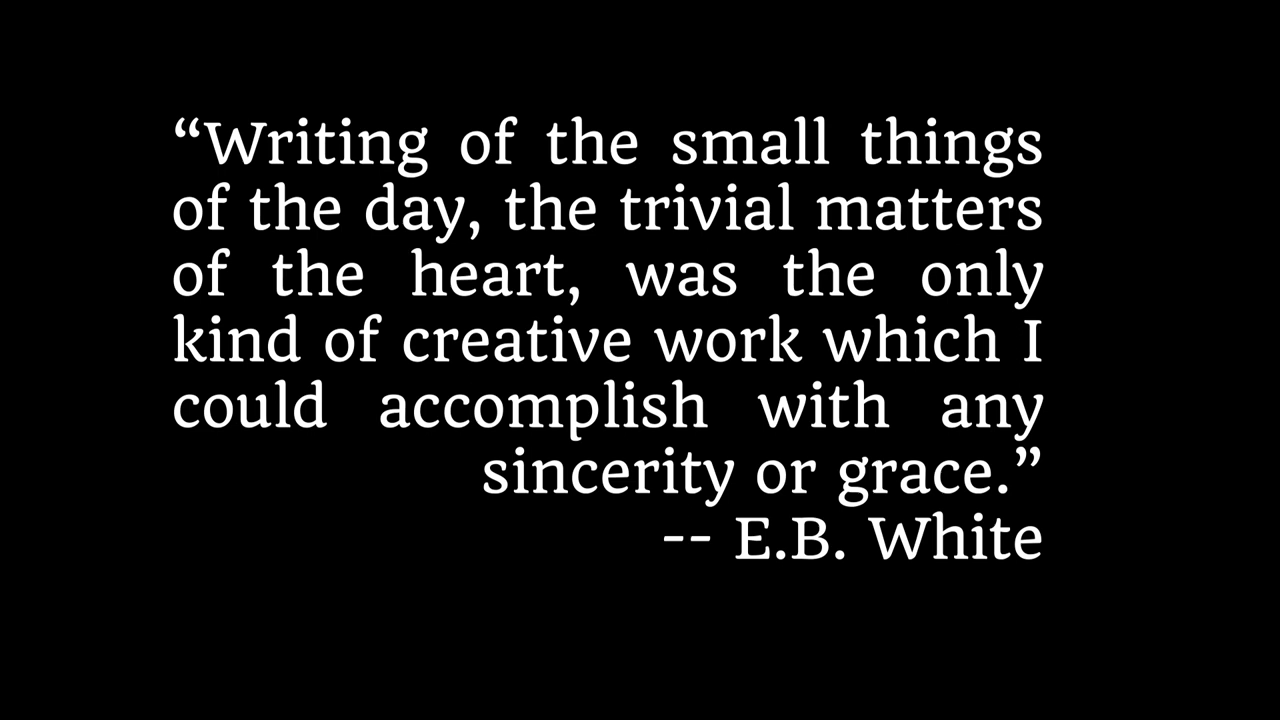 “Writing of the small things
of the day, the trivial matters
of the heart, was the only
kind of creative work which I
could accomplish with any
sincerity or grace.”
-- E.B. White